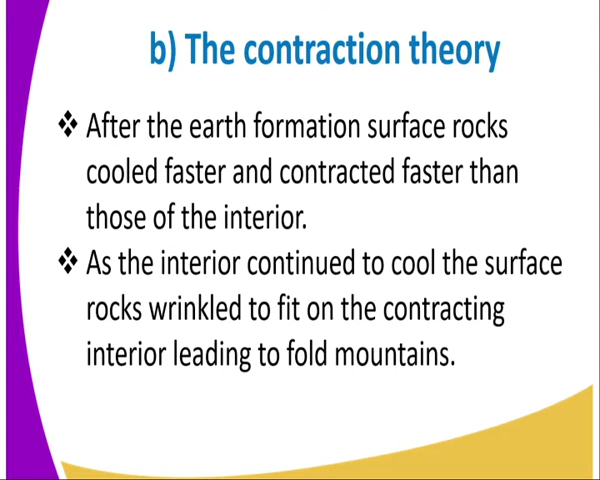 b) The contraction theory
❖ After the earth formation surface rocks
cooled faster and contracted faster than
those of the interior.
❖ As the interior continued to cool the surface
rocks wrinkled to fit on the contracting
interior leading to fold mountains.